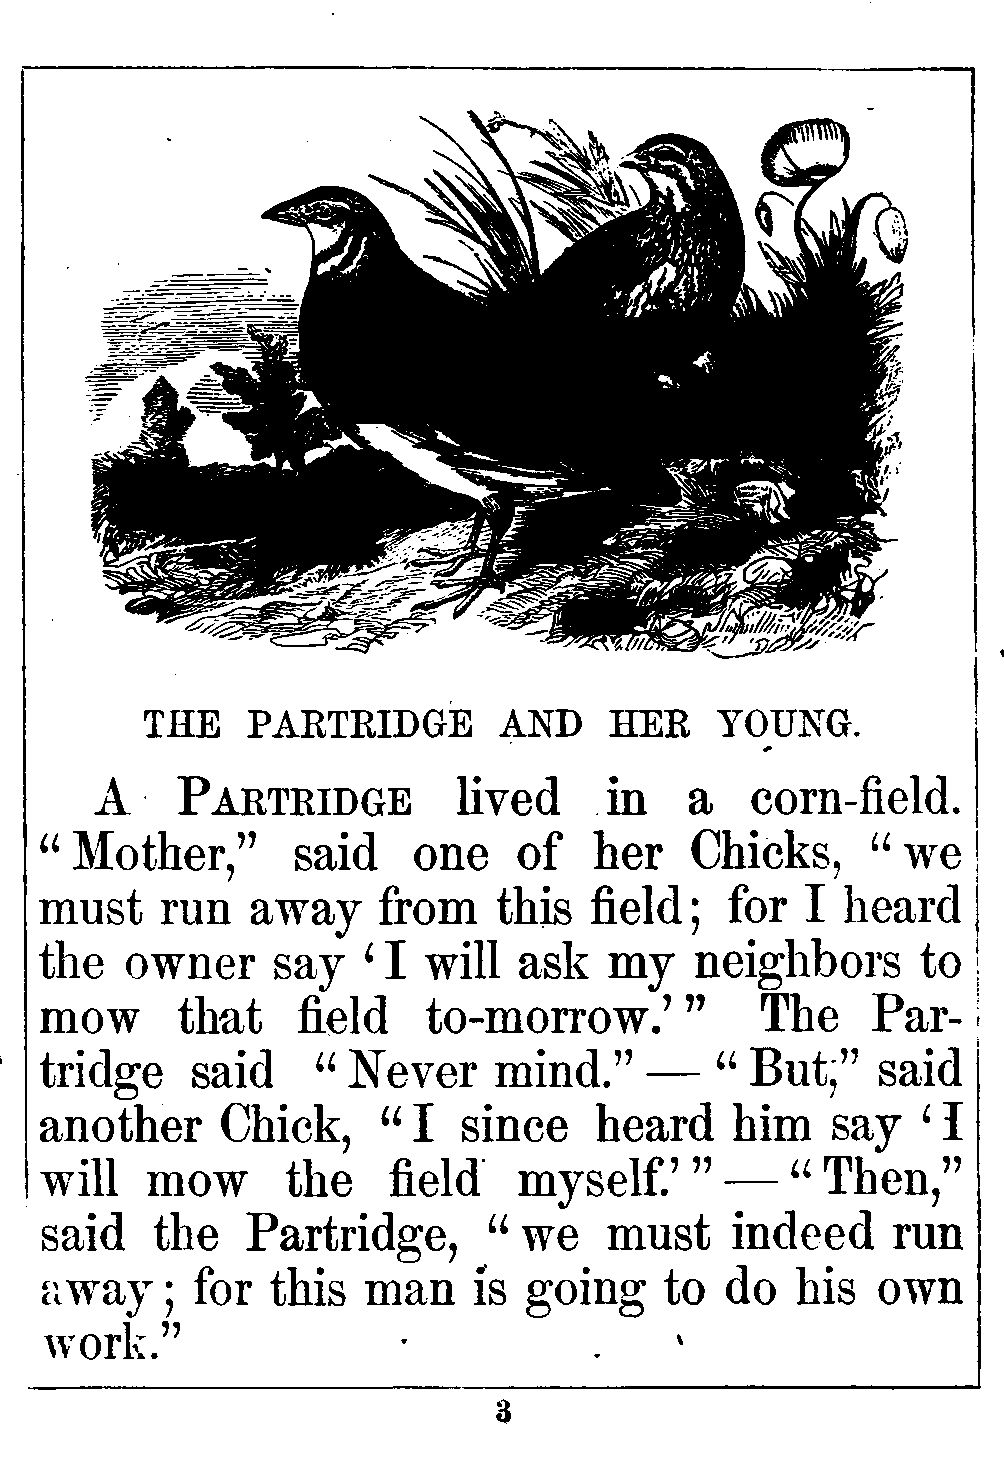 THE PARTRIDGE AND HER YOUNG.
A PARTRIDGE lived in a corn-field.
“Mother,” said one of her Chicks, “we
must run away from this field; for I heard
the owner say ‘I will ask my neighbors to
mow that field to-morrow.’” The Par-
tridge said “Never mind.”—“But,” said
another Chick, “I since heard him say ‘I
will mow the field myself.’”—“Then,”
said the Partridge, “we must indeed run
away; for this man is going to do his own
work.”
3